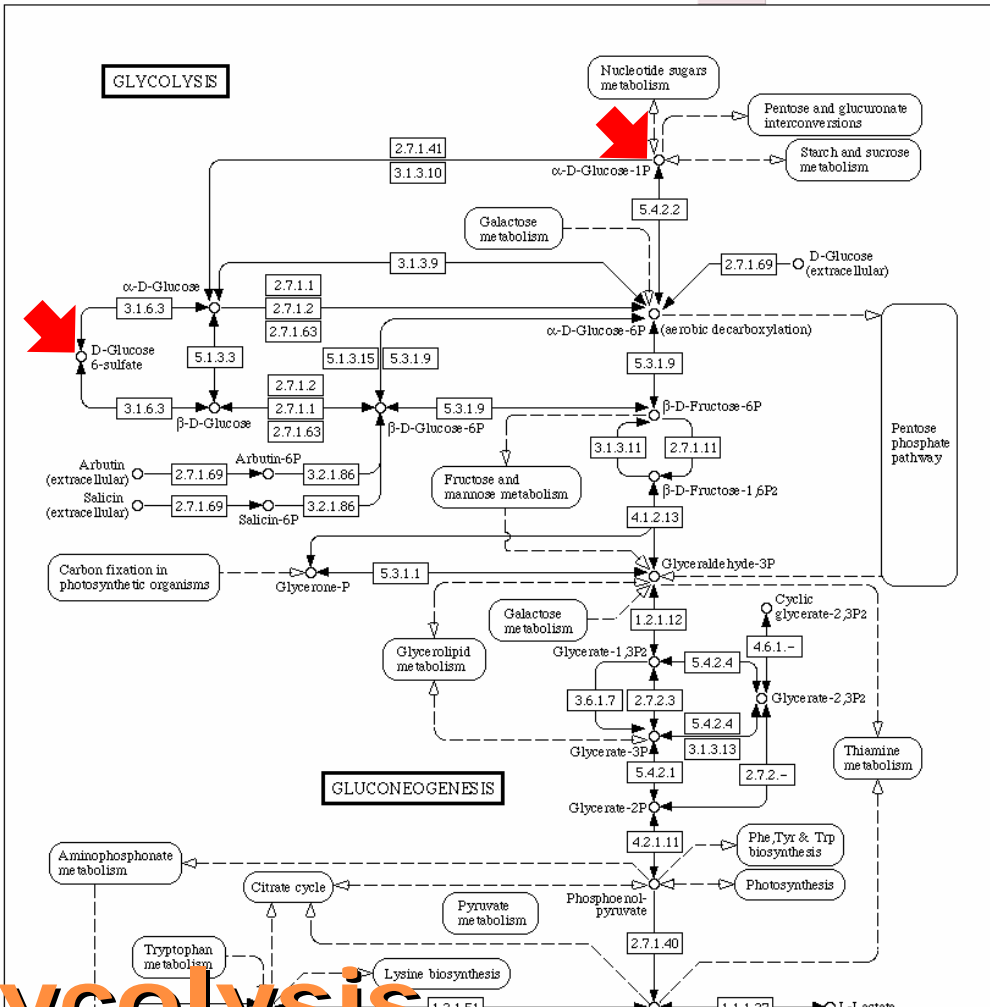 GLYCOLYSIS
Nucleotide sugars
metabolism
Pentose and glucuronate
interconversions
Starch and sucrose
metabolism
2.7.1.41
3.1.3.10
α-D-Glucose-1P
5.4.2.2
Galactose
metabolism
3.1.3.9
2.7.1.69
D-Glucose
(extracellular)
α-D-Glucose
2.7.1.1
2.7.1.2
2.7.1.63
3.1.6.3
α-D-Glucose-6P
(aerobic decarboxylation)
D-Glucose
6-sulfate
5.1.3.3
5.1.3.15
5.3.1.9
5.3.1.9
2.7.1.2
2.7.1.1
2.7.1.63
3.1.6.3
β-D-Glucose
β-D-Glucose-6P
5.3.1.9
β-D-Fructose-6P
3.1.3.11
2.7.1.11
Pentose
phosphate
pathway
Arbutin
(extracellular)
2.7.1.69
Arbutin-6P
3.2.1.86
Salicin
(extracellular)
2.7.1.69
Salicin-6P
3.2.1.86
Fructose and
mannose metabolism
β-D-Fructose-1,6P2
4.1.2.13
Carbon fixation in
photosynthetic organisms
Glycerone-P
5.3.1.1
Glyceraldehyde-3P
Galactose
metabolism
1.2.1.12
Cyclic
glycerate-2,3P2
4.6.1.-
Glycerolipid
metabolism
Glycerate-1,3P2
5.4.2.4
3.6.1.7
2.7.2.3
Glycerate-2,3P2
5.4.2.4
3.1.3.13
Glycerate-3P
Thiamine
metabolism
5.4.2.1
2.7.2.-
GLUCONEOGENESIS
Glycerate-2P
4.2.1.11
Phe,Tyr & Trp
biosynthesis
Aminophosphonate
metabolism
Citrate cycle
Photosynthesis
Phosphoenol-
pyruvate
Pyruvate
metabolism
2.7.1.40
Tryptophan
metabolism
Lysine biosynthesis
ycolysis
1.2.1.51
1.1.1.27
L-Lactate